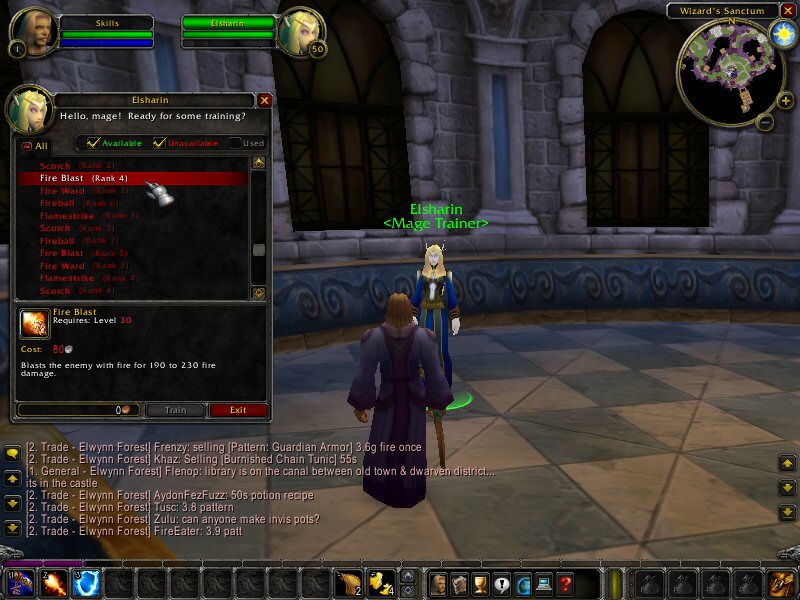 Skills
Elsharin
Wizard's Sanctum
N
1
50
Elsharin
Hello, mage! Ready for some training?
All
Available
Unavailable
Used
Scorch (Rank 2)
Fire Blast (Rank 4)
Fire Ward (Rank 2)
Fireball (Rank 6)
Flamestrike (Rank 3)
Scorch (Rank 3)
Fireball (Rank 7)
Fire Blast (Rank 5)
Fire Ward (Rank 3)
Flamestrike (Rank 4)
Scorch (Rank 4)
Elsharin
<Mage Trainer>
Fire Blast
Requires: Level 30
Cost: 80
Blasts the enemy with fire for 190 to 230 fire
damage.
0
Train
Exit
[2. Trade - Elwynn Forest] Frenzy: selling [Pattern: Guardian Armor] 3.6g fire once
[2. Trade - Elwynn Forest] Khaz: Selling [Burnished Chain Tunic] 55s
[1. General - Elwynn Forest] Flenop: library is on the canal between old town & dwarven district...
its in the castle
[2. Trade - Elwynn Forest] AydonFezFuzz: 50s potion recipe
[2. Trade - Elwynn Forest] Tusc: 3.8 pattern
[2. Trade - Elwynn Forest] Zulu: can anyone make invis pots?
[2. Trade - Elwynn Forest] FireEater: 3.9 patt
1
2
3
2
4